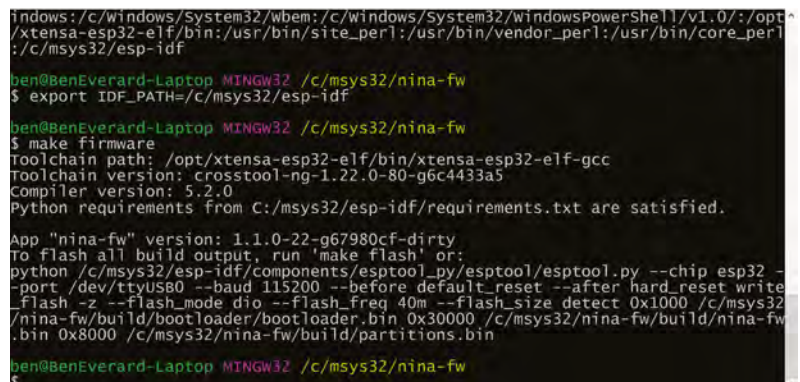 indows:/c/Windows/System32/Wbem:/c/Windows/System32/WindowsPowerShell/v1.0/:/opt
/xtensa-esp32-elf/bin:/usr/bin/site_perl:/usr/bin/vendor_perl:/usr/bin/core_perl
:/c/msys32/esp-idf
ben@BenEverard-Laptop MINGW32 /c/msys32/nina-fw
$ export IDF_PATH=/c/msys32/esp-idf
ben@BenEverard-Laptop MINGW32 /c/msys32/nina-fw
$ make firmware
Toolchain path: /opt/xtensa-esp32-elf/bin/xtensa-esp32-elf-gcc
Toolchain version: crosstool-ng-1.22.0-80-g6c4433a5
Compiler version: 5.2.0
Python requirements from C:/msys32/esp-idf/requirements.txt are satisfied.
App "nina-fw" version: 1.1.0-22-g67980cf-dirty
To flash all build output, run 'make flash' or:
python /c/msys32/esp-idf/components/esptool_py/esptool/esptool.py --chip esp32 -
-port /dev/ttyUSB0 --baud 115200 --before default_reset --after hard_reset write
_flash -z --flash_mode dio --flash_freq 40m --flash_size detect 0x1000 /c/msys32
/nina-fw/build/bootloader/bootloader.bin 0x30000 /c/msys32/nina-fw/build/nina-fw
.bin 0x8000 /c/msys32/nina-fw/build/partitions.bin
ben@BenEverard-Laptop MINGW32 /c/msys32/nina-fw
$